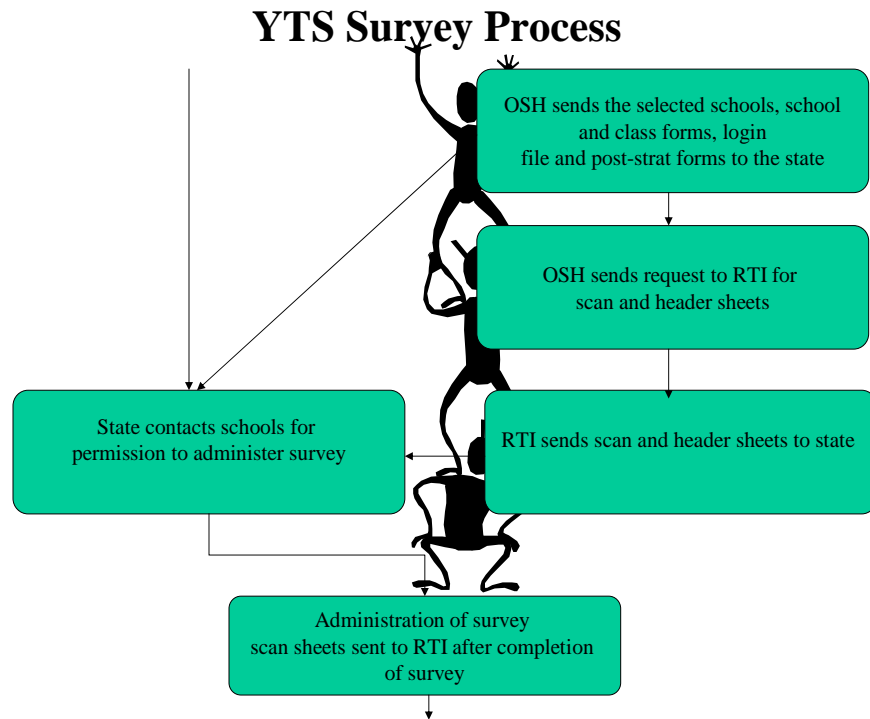 YTS Survey Process
OSH sends the selected schools, school
and class forms, login
file and post-strat forms to the state
OSH sends request to RTI for
scan and header sheets
State contacts schools for
permission to administer survey
RTI sends scan and header sheets to state
Administration of survey
scan sheets sent to RTI after completion
of survey